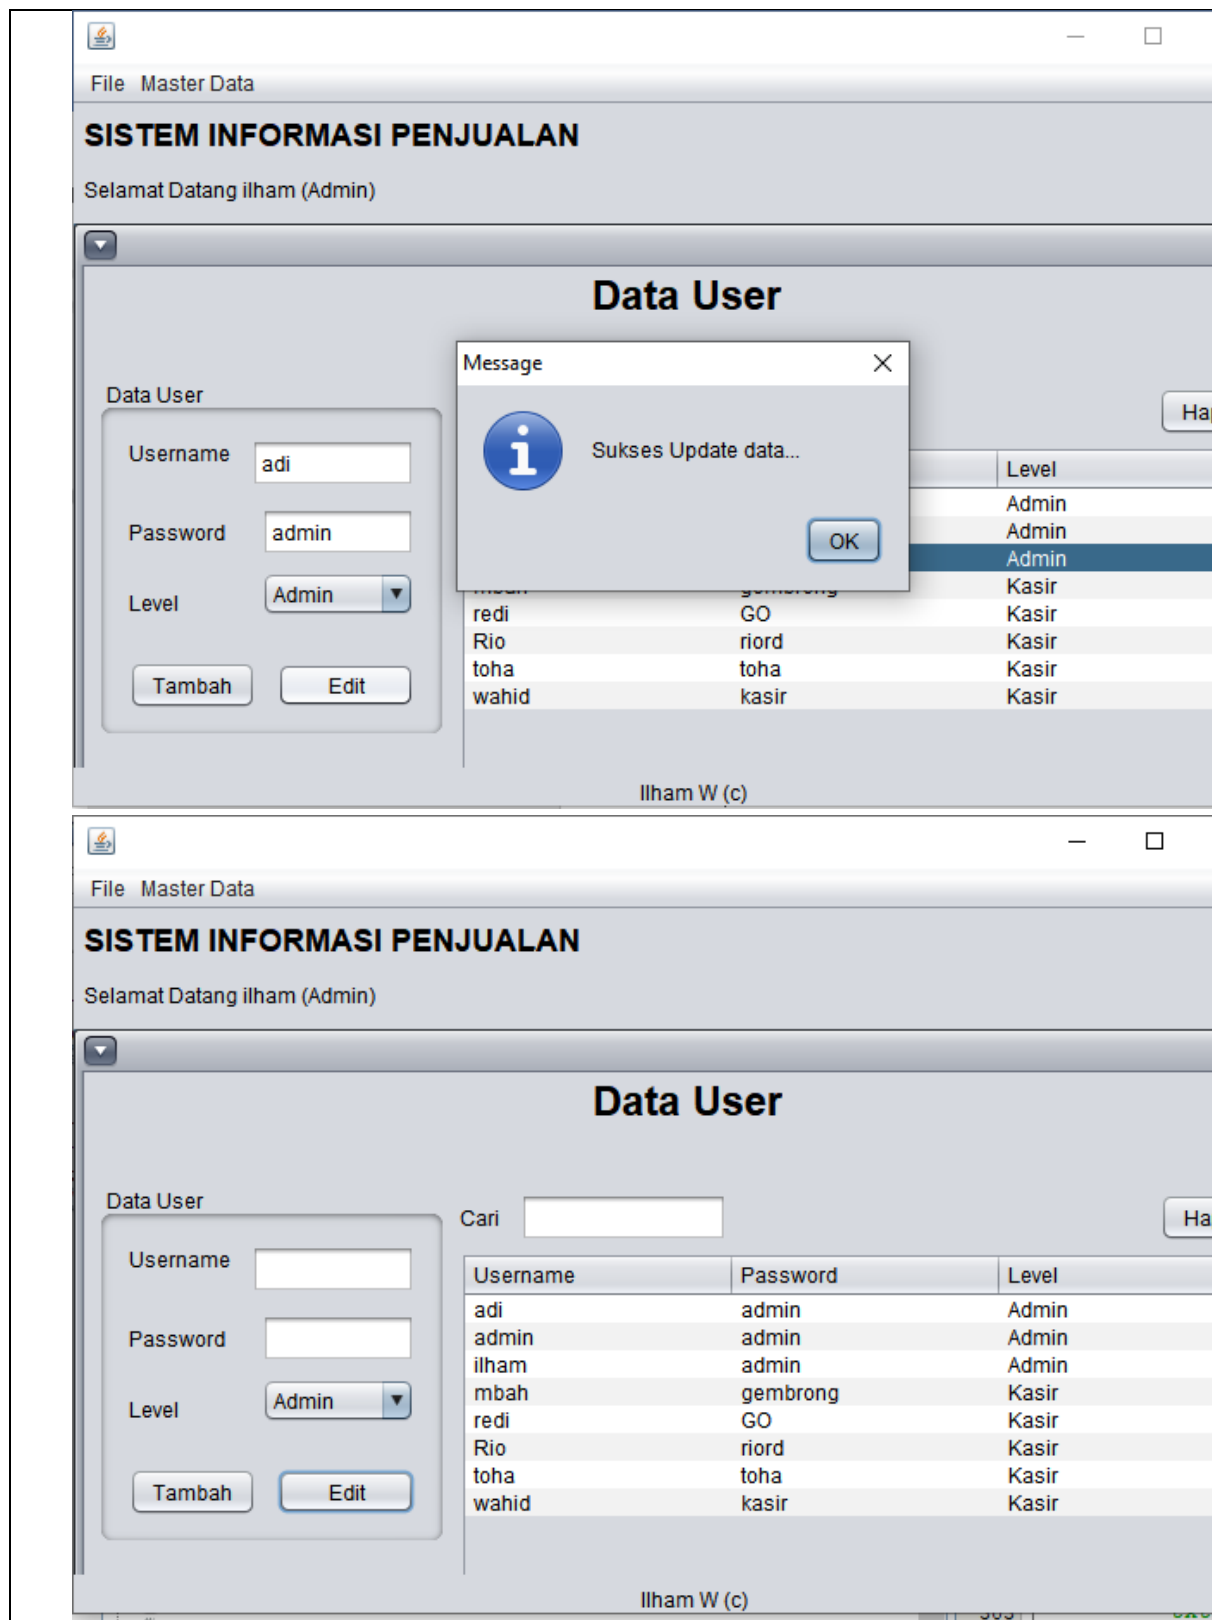 File Master Data
SISTEM INFORMASI PENJUALAN
Selamat Datang ilham (Admin)
Data User
Message
Sukses Update data...
OK
Data User
Username adi
Password admin
Level Admin
Tambah Edit
Level
Admin
Admin
Admin
Kasir
redi GO Kasir
Rio riord Kasir
toha toha Kasir
wahid kasir Kasir
Ilham W (c)
File Master Data
SISTEM INFORMASI PENJUALAN
Selamat Datang ilham (Admin)
Data User
Data User
Username
Password
Level Admin
Tambah Edit
Cari
Username Password Level
adi admin Admin
admin admin Admin
ilham admin Admin
mbah gembrong Kasir
redi GO Kasir
Rio riord Kasir
toha toha Kasir
wahid kasir Kasir
Ilham W (c)